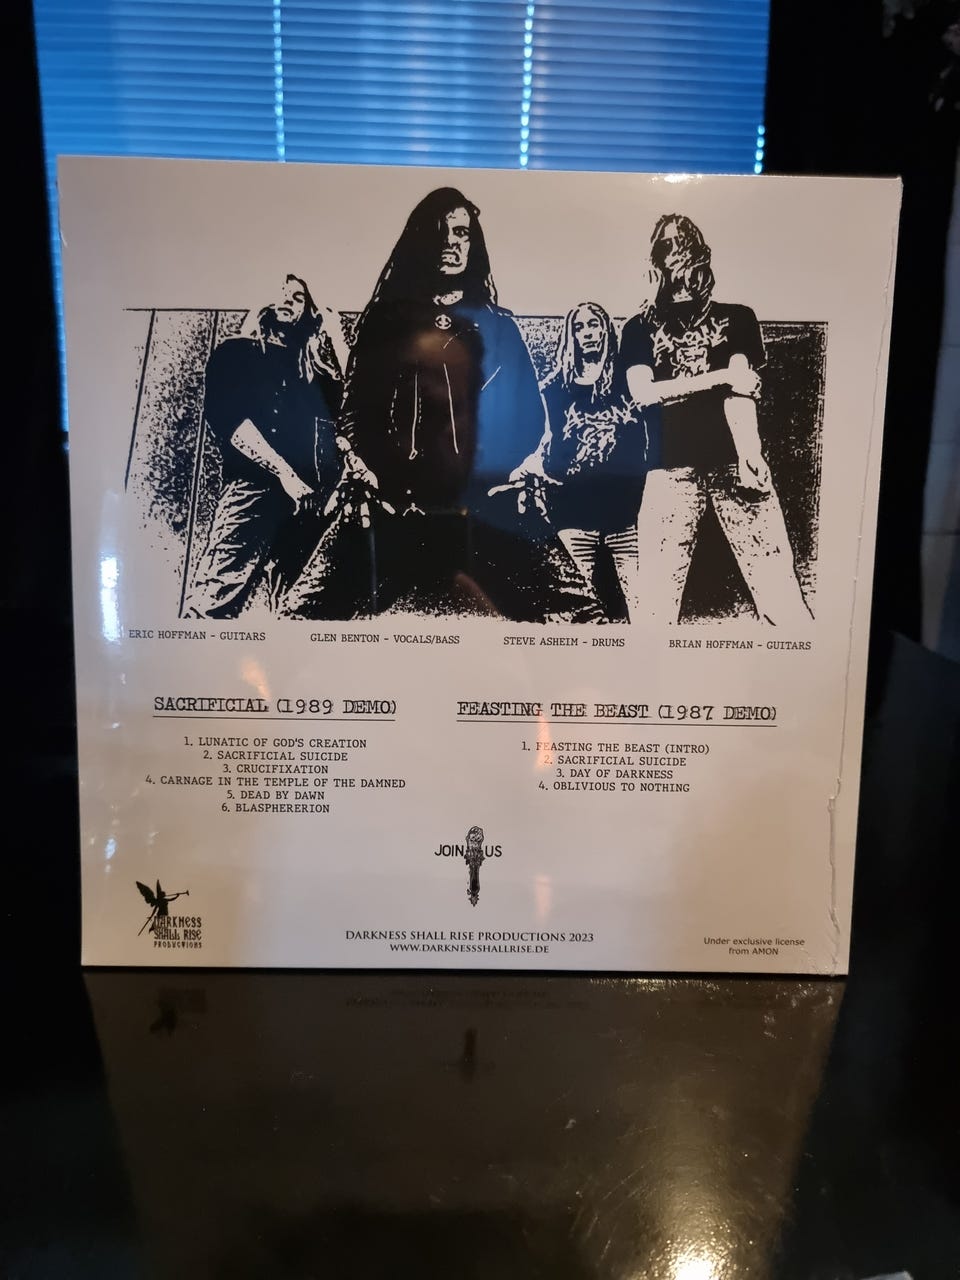 AMON
AMON
ERIC HOFFMAN - GUITARS
GLEN BENTON - VOCALS/BASS
STEVE ASHEIM - DRUMS
BRIAN HOFFMAN - GUITARS
SACRIFICIAL (1989 DEMO)
1. LUNATIC OF GOD'S CREATION
2. SACRIFICIAL SUICIDE
3. CRUCIFIXATION
4. CARNAGE IN THE TEMPLE OF THE DAMNED
5. DEAD BY DAWN
6. BLASPHERERION
FEASTING THE BEAST (1987 DEMO)
1. FEASTING THE BEAST (INTRO)
2. SACRIFICIAL SUICIDE
3. DAY OF DARKNESS
4. OBLIVIOUS TO NOTHING
JOIN US
DARKNESS
SHALL RISE
PRODUCTIONS
DARKNESS SHALL RISE PRODUCTIONS 2023
WWW.DARKNESSSHALLRISE.DE
Under exclusive license
from AMON